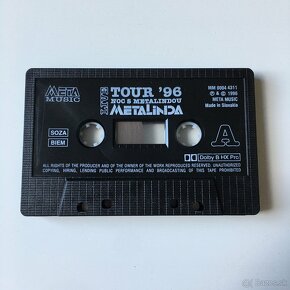 META
MUSIC
LIVE
TOUR '96
NOC S METALINDOU
METALINDA
MM 0004 4311
℗ & © 1996
META MUSIC
Made in Slovakia
SOZA
BIEM
A
Dolby B HX Pro
ALL RIGHTS OF THE PRODUCER AND OF THE OWNER OF THE WORK REPRODUCED RESERVED. UNAUTHORIZED
COPYING, HIRING, LENDING PUBLIC PERFORMANCE AND BROADCASTING OF THIS TAPE PROHIBITED